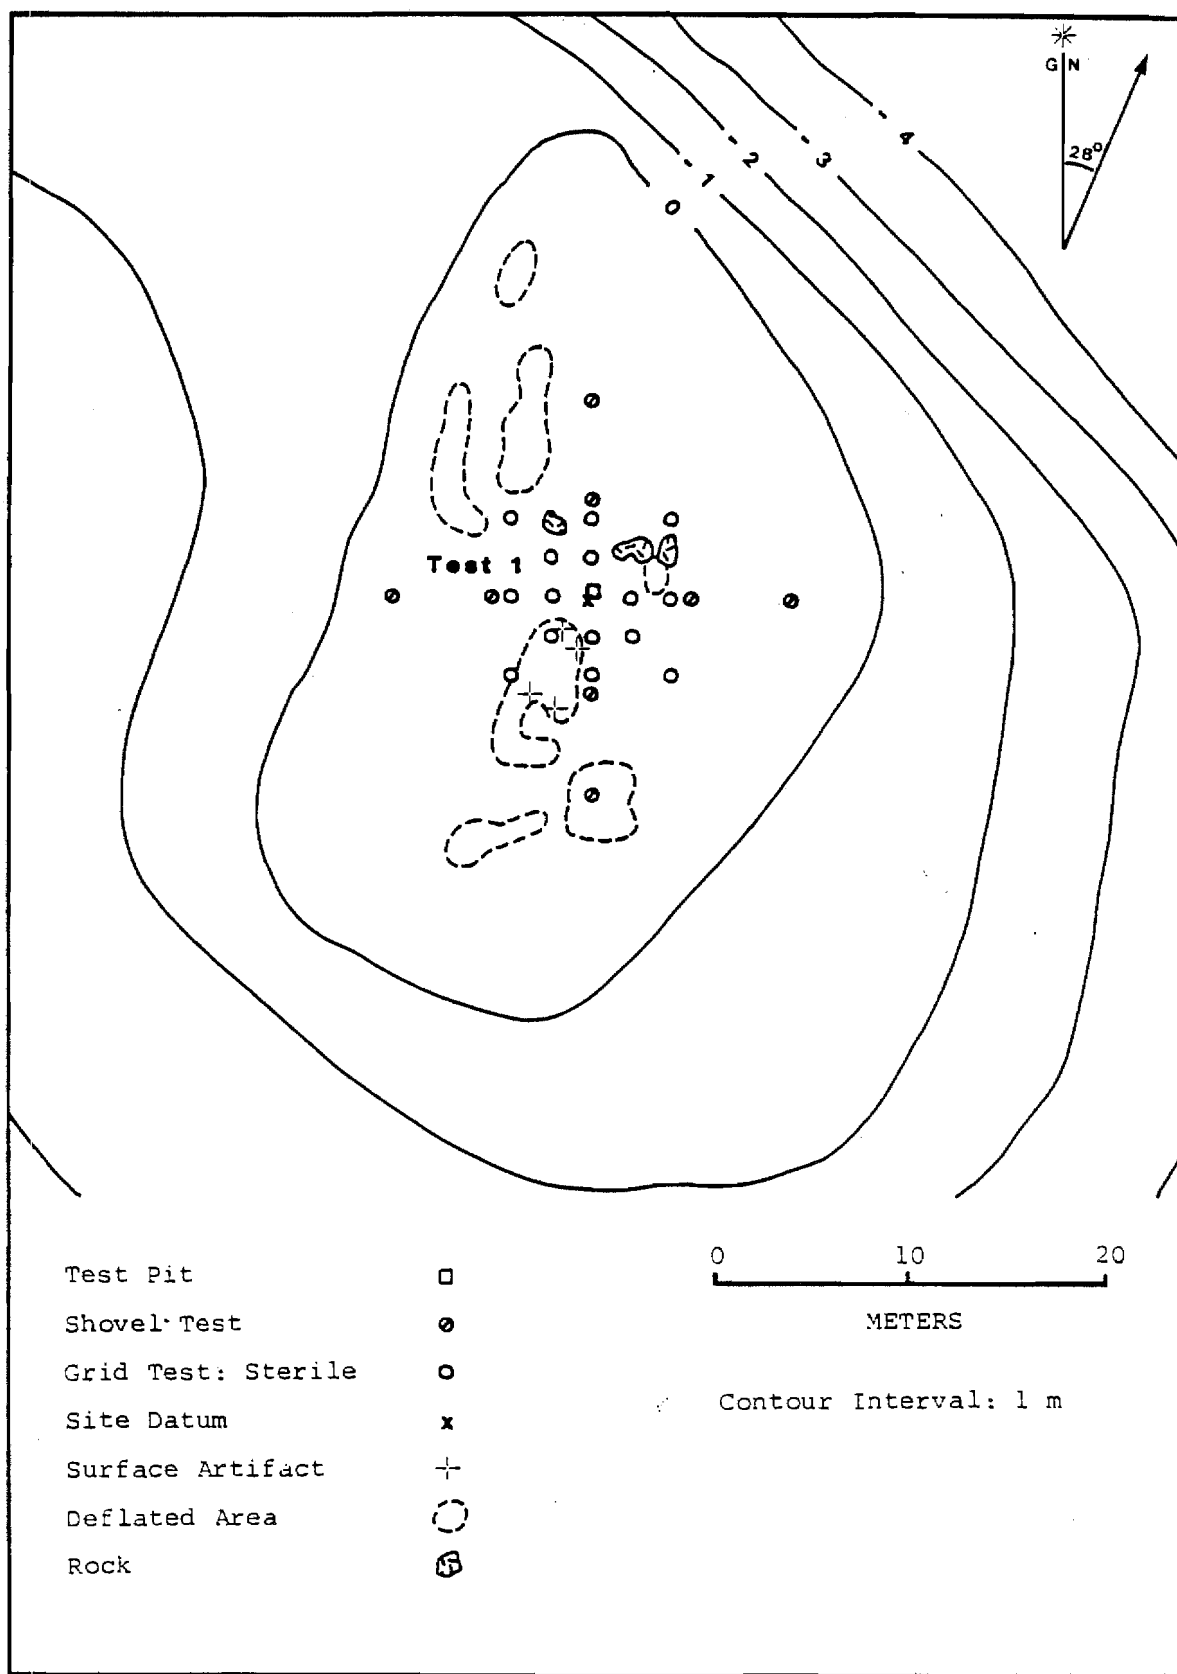 G N
28°
- 4
- 3
- 2
- 1
0
Test 1
0 10 20
METERS
Contour Interval: 1 m
Test Pit
Shovel Test
Grid Test: Sterile
Site Datum
Surface Artifact
Deflated Area
Rock